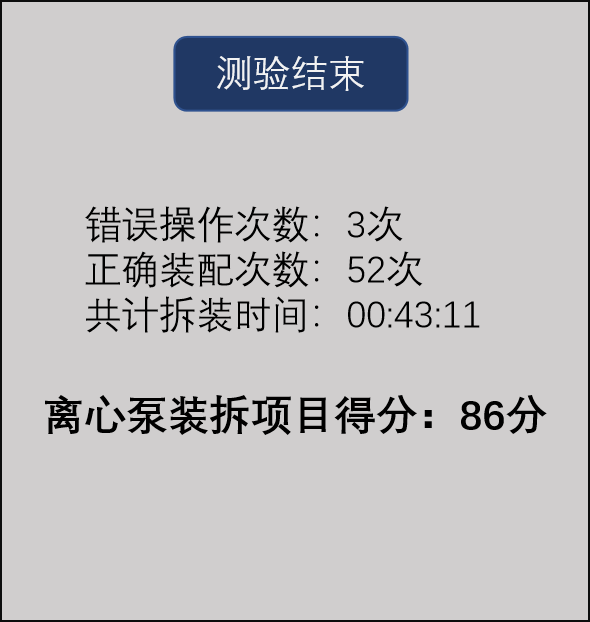 测验结束
错误操作次数：3次
正确装配次数：52次
共计拆装时间：00:43:11
离心泵装拆项目得分：86分